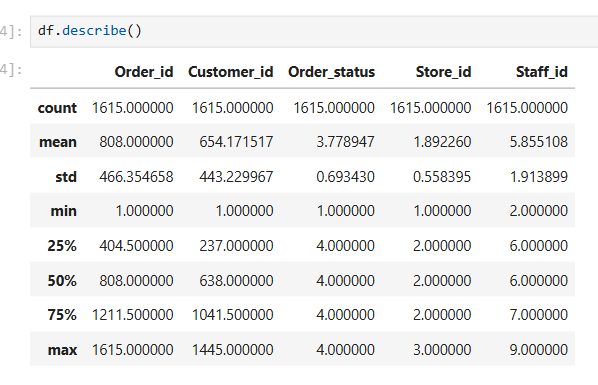 4]: df.describe()
4]: Order_id Customer_id Order_status Store_id Staff_id
count 1615.000000 1615.000000 1615.000000 1615.000000 1615.000000
mean 808.000000 654.171517 3.778947 1.892260 5.855108
std 466.354658 443.229967 0.693430 0.558395 1.913899
min 1.000000 1.000000 1.000000 1.000000 2.000000
25% 404.500000 237.000000 4.000000 2.000000 6.000000
50% 808.000000 638.000000 4.000000 2.000000 6.000000
75% 1211.500000 1041.500000 4.000000 2.000000 7.000000
max 1615.000000 1445.000000 4.000000 3.000000 9.000000